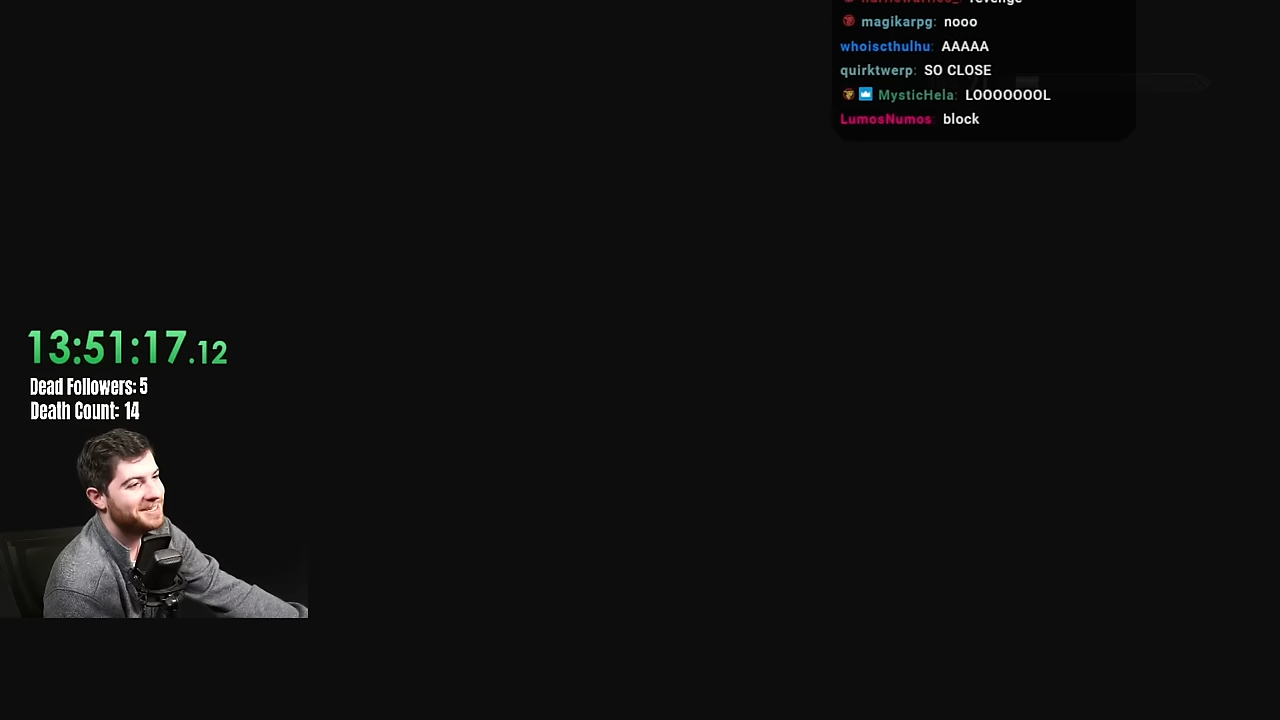 revenge
magikarpg: nooo
whoiscthulhu: AAAAA
quirktwerp: SO CLOSE
MysticHela: LOOOOOOOL
LumosNumos: block
13:51:17.12
Dead Followers: 5
Death Count: 14